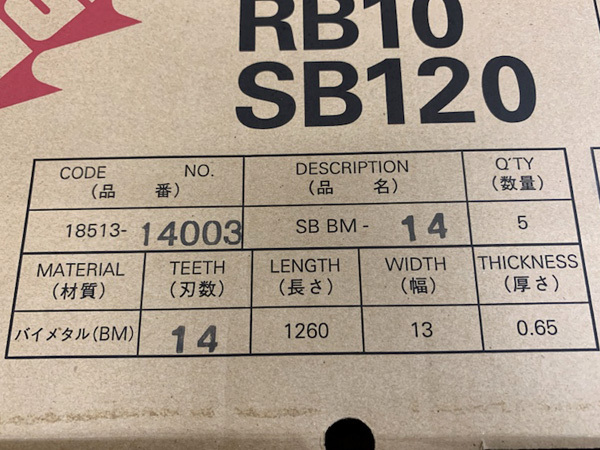 RB10
SB120
CODE NO.
(品 番)
DESCRIPTION
(品 名)
Q'TY
(数量)
18513-14003
SB BM - 14
5
MATERIAL
(材質)
TEETH
(刃数)
LENGTH
(長さ)
WIDTH
(幅)
THICKNESS
(厚さ)
バイメタル(BM)
14
1260
13
0.65